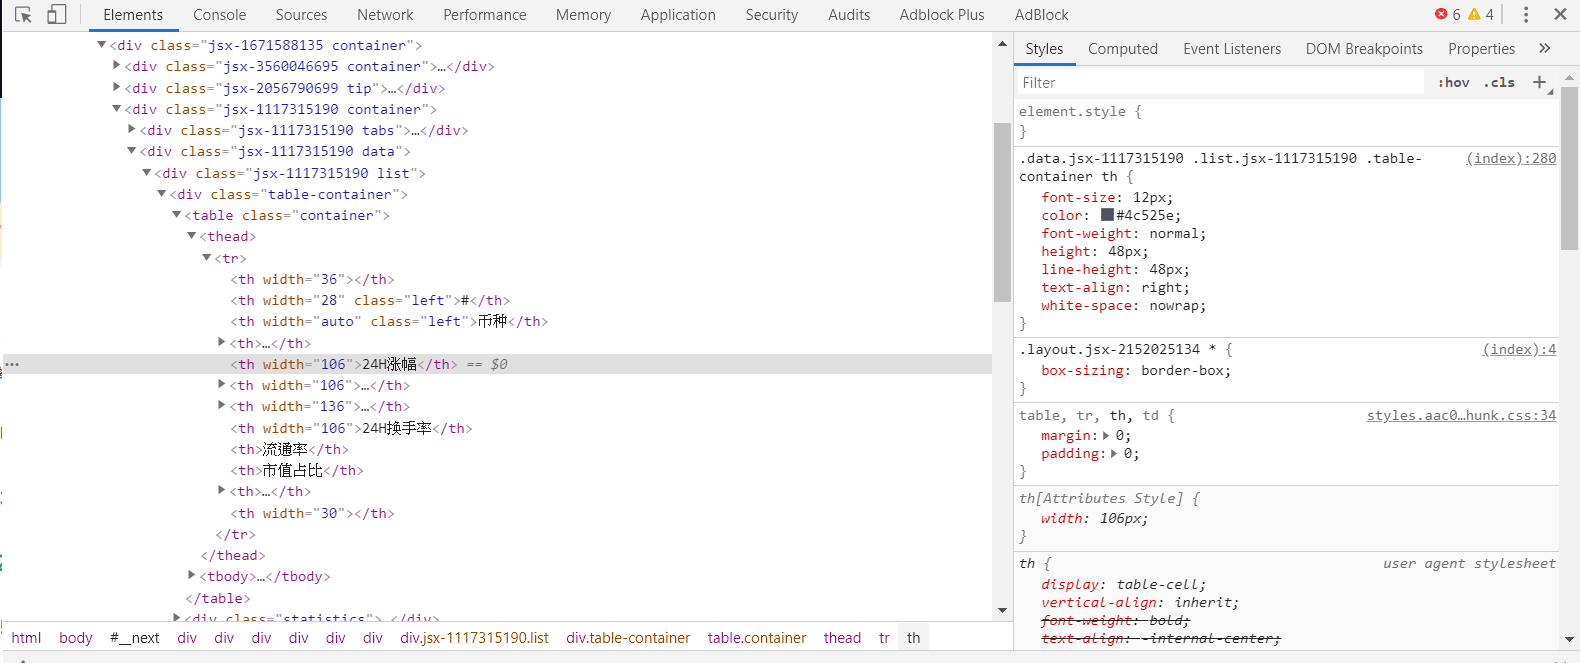 Elements Console Sources Network Performance Memory Application Security Audits Adblock Plus AdBlock 6 4
<div class="jsx-1671588135 container">
<div class="jsx-3560046695 container">…</div>
<div class="jsx-2056790699 tip">…</div>
<div class="jsx-1117315190 container">
<div class="jsx-1117315190 tabs">…</div>
<div class="jsx-1117315190 data">
<div class="jsx-1117315190 list">
<div class="table-container">
<table class="container">
<thead>
<tr>
<th width="36"></th>
<th width="28" class="left">#</th>
<th width="auto" class="left">币种</th>
<th>…</th>
<th width="106">24H涨幅</th> == $0
<th width="106">…</th>
<th width="136">…</th>
<th width="106">24H换手率</th>
<th>流通率</th>
<th>市值占比</th>
<th>…</th>
<th width="30"></th>
</tr>
</thead>
<tbody>…</tbody>
</table>
<div class="statistics">…</div>
html body #__next div div div div div div div.jsx-1117315190.list div.table-container table.container thead tr th
Styles Computed Event Listeners DOM Breakpoints Properties »
Filter :hov .cls +
element.style {
}
.data.jsx-1117315190 .list.jsx-1117315190 .table- (index):280
container th {
font-size: 12px;
color: #4c525e;
font-weight: normal;
height: 48px;
line-height: 48px;
text-align: right;
white-space: nowrap;
}
.layout.jsx-2152025134 * { (index):4
box-sizing: border-box;
}
table, tr, th, td { styles.aac0…hunk.css:34
margin: 0;
padding: 0;
}
th[Attributes Style] {
width: 106px;
}
th { user agent stylesheet
display: table-cell;
vertical-align: inherit;
font-weight: bold;
text-align: -internal-center;